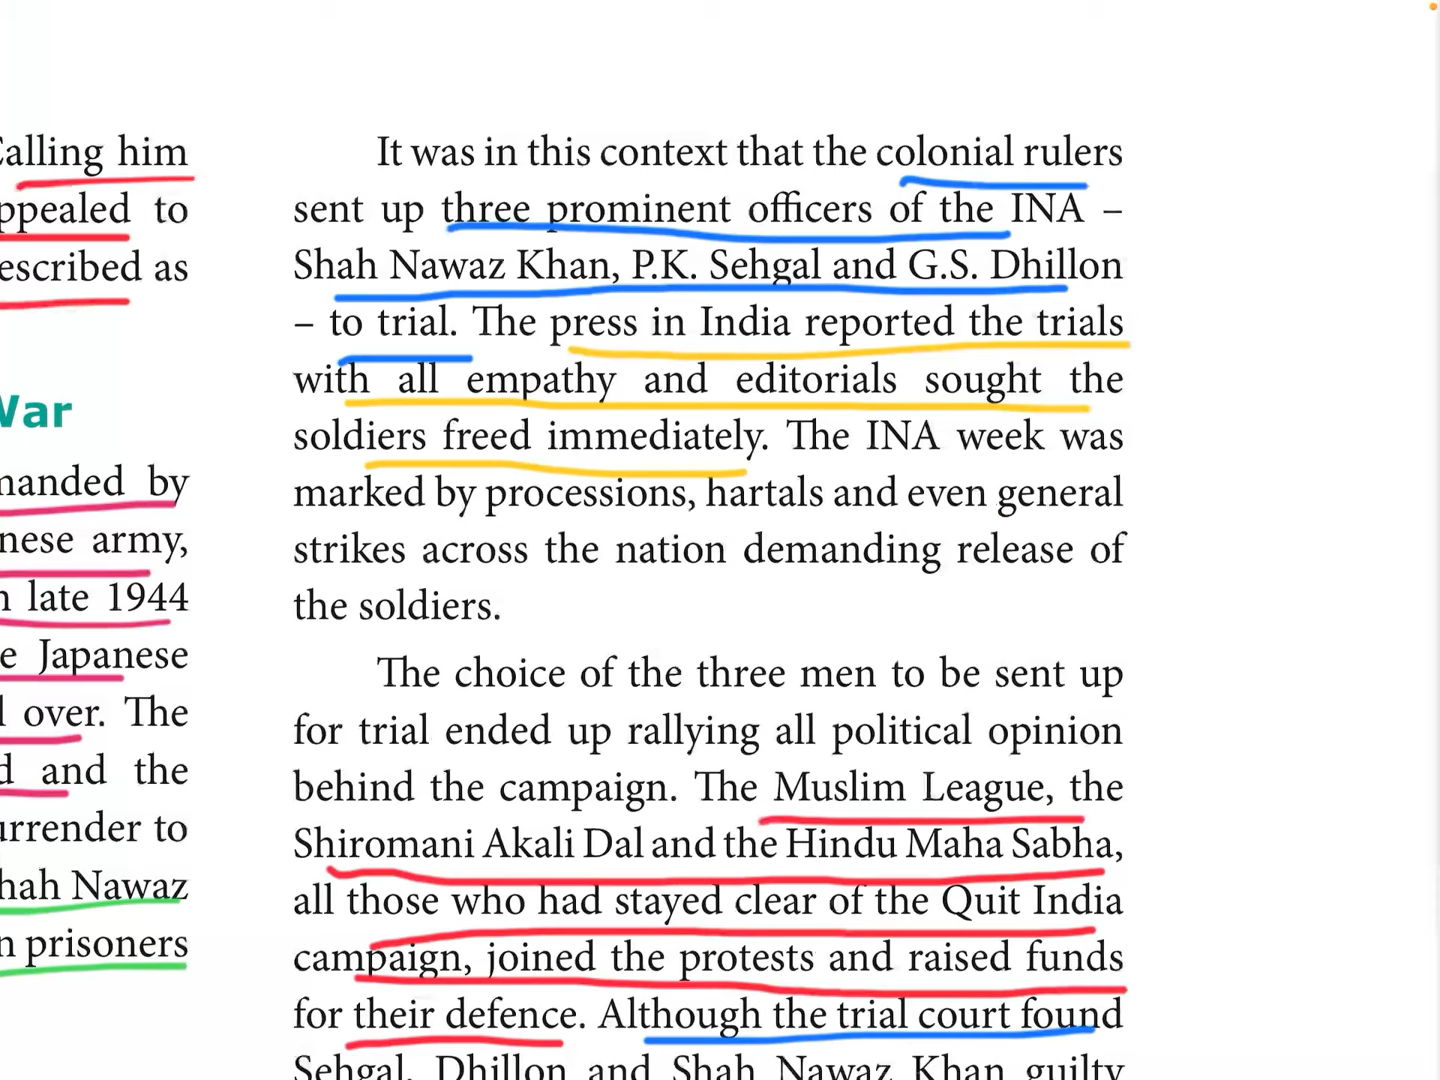 alling him
ppealed to
escribed as
War
manded by
nese army,
late 1944
e Japanese
over. The
d and the
urrender to
hah Nawaz
n prisoners
It was in this context that the colonial rulers
sent up three prominent officers of the INA –
Shah Nawaz Khan, P.K. Sehgal and G.S. Dhillon
– to trial. The press in India reported the trials
with all empathy and editorials sought the
soldiers freed immediately. The INA week was
marked by processions, hartals and even general
strikes across the nation demanding release of
the soldiers.
The choice of the three men to be sent up
for trial ended up rallying all political opinion
behind the campaign. The Muslim League, the
Shiromani Akali Dal and the Hindu Maha Sabha,
all those who had stayed clear of the Quit India
campaign, joined the protests and raised funds
for their defence. Although the trial court found
Sehgal, Dhillon and Shah Nawaz Khan guilty